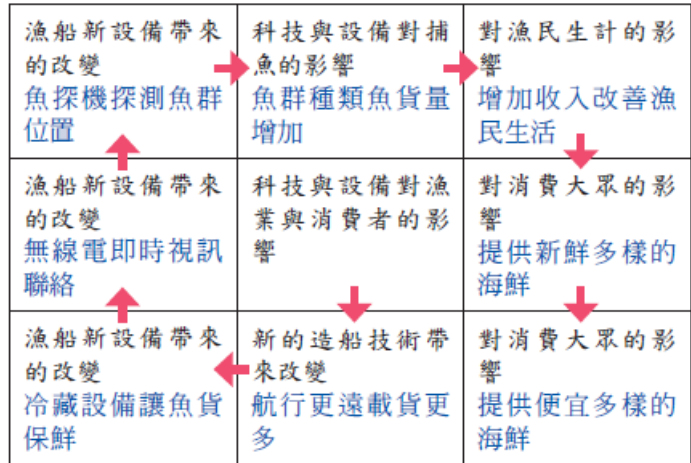 漁船新設備帶來
的改變
魚探機探測魚群
位置
科技與設備對捕
魚的影響
魚群種類魚貨量
增加
對漁民生計的影
響
增加收入改善漁
民生活
漁船新設備帶來
的改變
無線電即時視訊
聯絡
科技與設備對漁
業與消費者的影
響
對消費大眾的影
響
提供新鮮多樣的
海鮮
漁船新設備帶來
的改變
冷藏設備讓魚貨
保鮮
新的造船技術帶
來改變
航行更遠載貨更
多
對消費大眾的影
響
提供便宜多樣的
海鮮